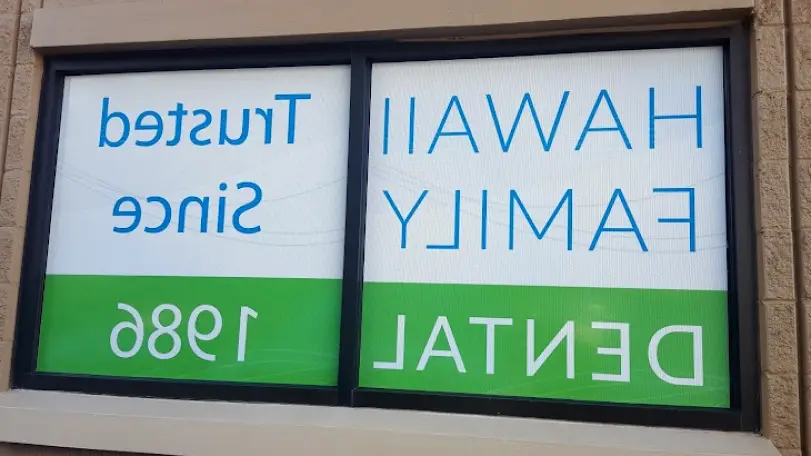 HAWAII
FAMILY
DENTAL
Trusted
Since
1986